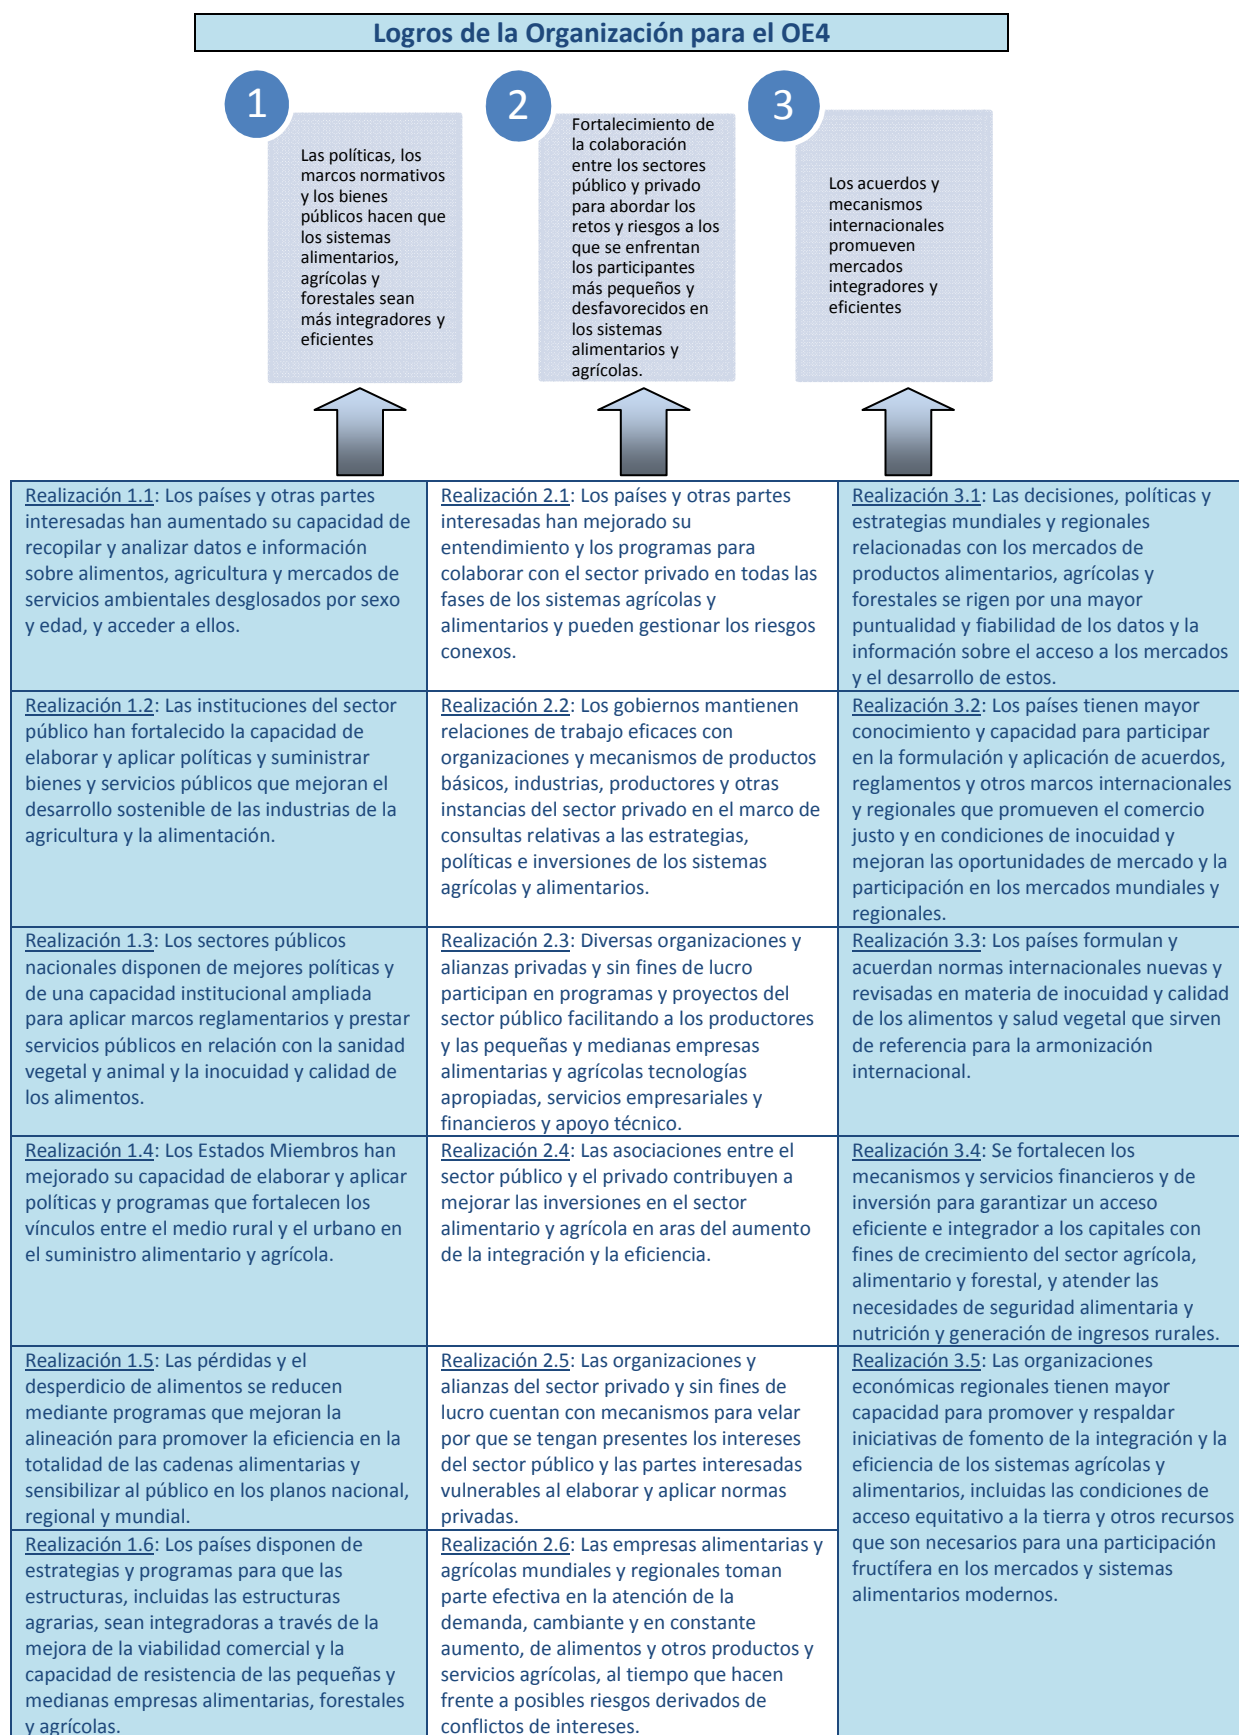 Logros de la Organización para el OE4
1
Las políticas, los
marcos normativos
y los bienes
públicos hacen que
los sistemas
alimentarios,
agrícolas y
forestales sean
más integradores y
eficientes
2
Fortalecimiento de
la colaboración
entre los sectores
público y privado
para abordar los
retos y riesgos a los
que se enfrentan
los participantes
más pequeños y
desfavorecidos en
los sistemas
alimentarios y
agrícolas.
3
Los acuerdos y
mecanismos
internacionales
promueven
mercados
integradores y
eficientes
Realización 1.1: Los países y otras partes
interesadas han aumentado su capacidad de
recopilar y analizar datos e información
sobre alimentos, agricultura y mercados de
servicios ambientales desglosados por sexo
y edad, y acceder a ellos.
Realización 2.1: Los países y otras partes
interesadas han mejorado su
entendimiento y los programas para
colaborar con el sector privado en todas las
fases de los sistemas agrícolas y
alimentarios y pueden gestionar los riesgos
conexos.
Realización 3.1: Las decisiones, políticas y
estrategias mundiales y regionales
relacionadas con los mercados de
productos alimentarios, agrícolas y
forestales se rigen por una mayor
puntualidad y fiabilidad de los datos y la
información sobre el acceso a los mercados
y el desarrollo de estos.
Realización 1.2: Las instituciones del sector
público han fortalecido la capacidad de
elaborar y aplicar políticas y suministrar
bienes y servicios públicos que mejoran el
desarrollo sostenible de las industrias de la
agricultura y la alimentación.
Realización 2.2: Los gobiernos mantienen
relaciones de trabajo eficaces con
organizaciones y mecanismos de productos
básicos, industrias, productores y otras
instancias del sector privado en el marco de
consultas relativas a las estrategias,
políticas e inversiones de los sistemas
agrícolas y alimentarios.
Realización 3.2: Los países tienen mayor
conocimiento y capacidad para participar
en la formulación y aplicación de acuerdos,
reglamentos y otros marcos internacionales
y regionales que promueven el comercio
justo y en condiciones de inocuidad y
mejoran las oportunidades de mercado y la
participación en los mercados mundiales y
regionales.
Realización 1.3: Los sectores públicos
nacionales disponen de mejores políticas y
de una capacidad institucional ampliada
para aplicar marcos reglamentarios y prestar
servicios públicos en relación con la sanidad
vegetal y animal y la inocuidad y calidad de
los alimentos.
Realización 2.3: Diversas organizaciones y
alianzas privadas y sin fines de lucro
participan en programas y proyectos del
sector público facilitando a los productores
y las pequeñas y medianas empresas
alimentarias y agrícolas tecnologías
apropiadas, servicios empresariales y
financieros y apoyo técnico.
Realización 3.3: Los países formulan y
acuerdan normas internacionales nuevas y
revisadas en materia de inocuidad y calidad
de los alimentos y salud vegetal que sirven
de referencia para la armonización
internacional.
Realización 1.4: Los Estados Miembros han
mejorado su capacidad de elaborar y aplicar
políticas y programas que fortalecen los
vínculos entre el medio rural y el urbano en
el suministro alimentario y agrícola.
Realización 2.4: Las asociaciones entre el
sector público y el privado contribuyen a
mejorar las inversiones en el sector
alimentario y agrícola en aras del aumento
de la integración y la eficiencia.
Realización 3.4: Se fortalecen los
mecanismos y servicios financieros y de
inversión para garantizar un acceso
eficiente e integrador a los capitales con
fines de crecimiento del sector agrícola,
alimentario y forestal, y atender las
necesidades de seguridad alimentaria y
nutrición y generación de ingresos rurales.
Realización 1.5: Las pérdidas y el
desperdicio de alimentos se reducen
mediante programas que mejoran la
alineación para promover la eficiencia en la
totalidad de las cadenas alimentarias y
sensibilizar al público en los planos nacional,
regional y mundial.
Realización 2.5: Las organizaciones y
alianzas del sector privado y sin fines de
lucro cuentan con mecanismos para velar
por que se tengan presentes los intereses
del sector público y las partes interesadas
vulnerables al elaborar y aplicar normas
privadas.
Realización 3.5: Las organizaciones
económicas regionales tienen mayor
capacidad para promover y respaldar
iniciativas de fomento de la integración y la
eficiencia de los sistemas agrícolas y
alimentarios, incluidas las condiciones de
acceso equitativo a la tierra y otros recursos
que son necesarios para una participación
fructífera en los mercados y sistemas
alimentarios modernos.
Realización 1.6: Los países disponen de
estrategias y programas para que las
estructuras, incluidas las estructuras
agrarias, sean integradoras a través de la
mejora de la viabilidad comercial y la
capacidad de resistencia de las pequeñas y
medianas empresas alimentarias, forestales
y agrícolas.
Realización 2.6: Las empresas alimentarias y
agrícolas mundiales y regionales toman
parte efectiva en la atención de la
demanda, cambiante y en constante
aumento, de alimentos y otros productos y
servicios agrícolas, al tiempo que hacen
frente a posibles riesgos derivados de
conflictos de intereses.